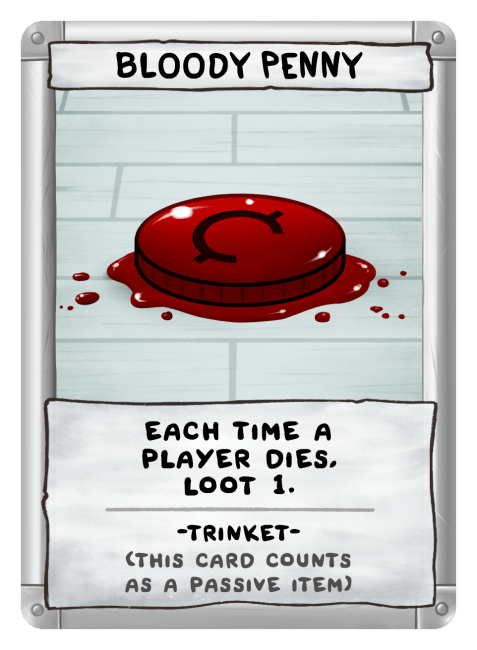 BLOODY PENNY
¢
EACH TIME A
PLAYER DIES,
LOOT 1.
-TRINKET-
(THIS CARD COUNTS
AS A PASSIVE ITEM)